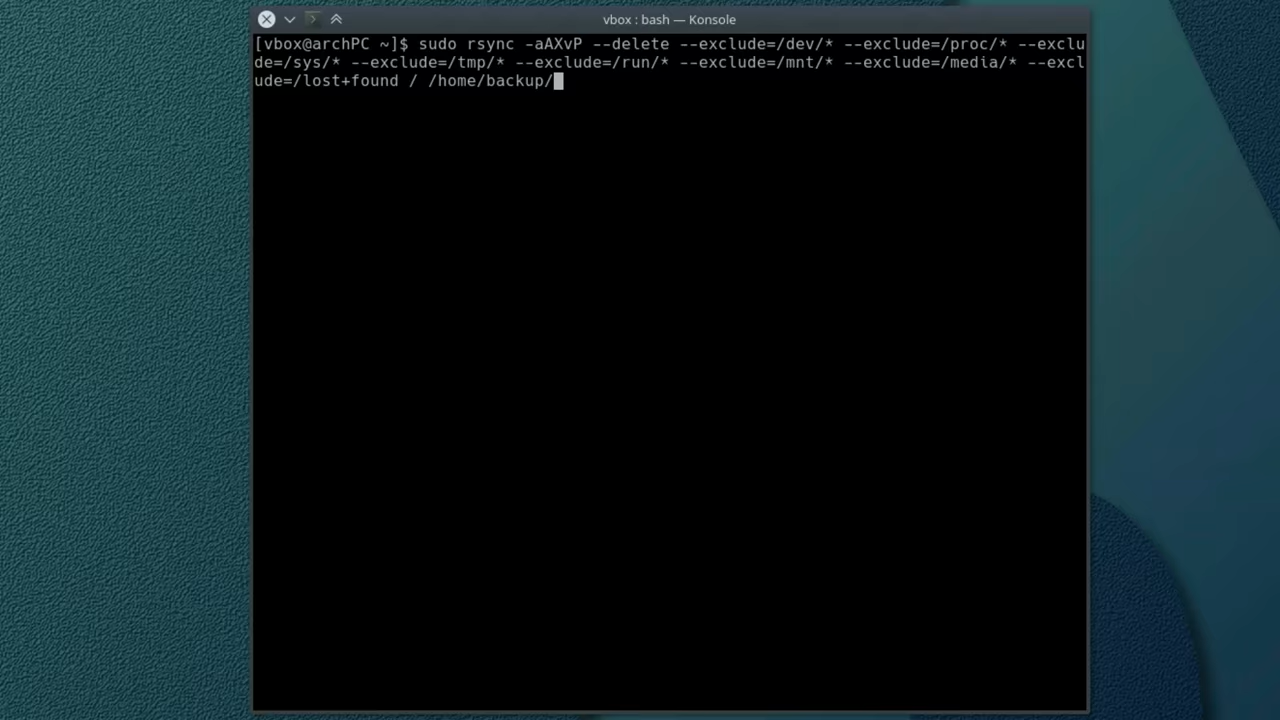 vbox : bash — Konsole
[vbox@archPC ~]$ sudo rsync -aAXvP --delete --exclude=/dev/* --exclude=/proc/* --exclu
de=/sys/* --exclude=/tmp/* --exclude=/run/* --exclude=/mnt/* --exclude=/media/* --excl
ude=/lost+found / /home/backup/